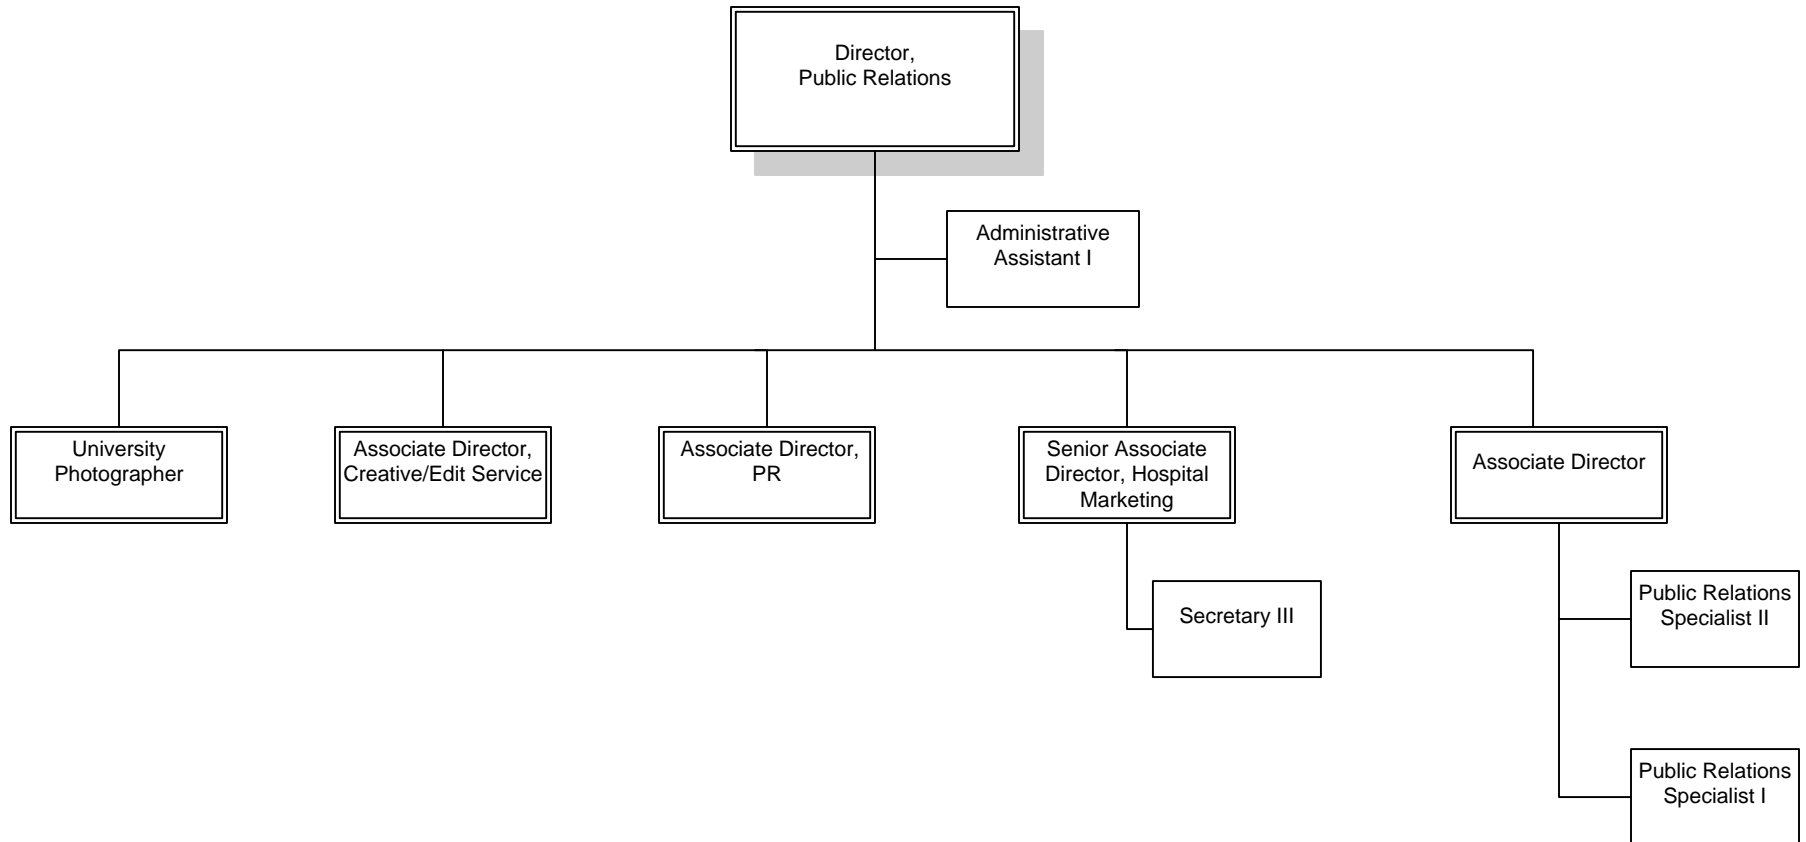 Director,
Public Relations
Administrative
Assistant I
University
Photographer
Associate Director,
Creative/Edit Service
Associate Director,
PR
Senior Associate
Director, Hospital
Marketing
Associate Director
Secretary III
Public Relations
Specialist II
Public Relations
Specialist I